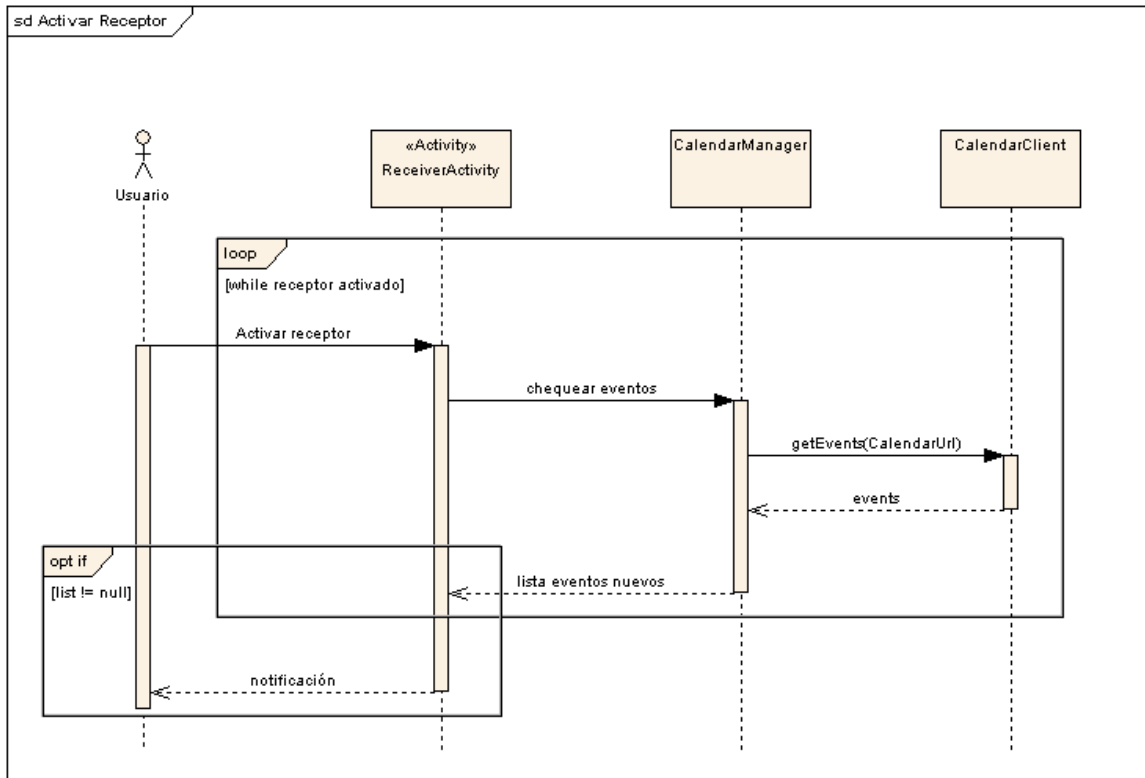 sd Activar Receptor
Usuario
«Activity»
ReceiverActivity
CalendarManager
CalendarClient
loop
[while receptor activado]
Activar receptor
chequear eventos
getEvents(CalendarUrl)
events
opt if
[list != null]
lista eventos nuevos
notificación